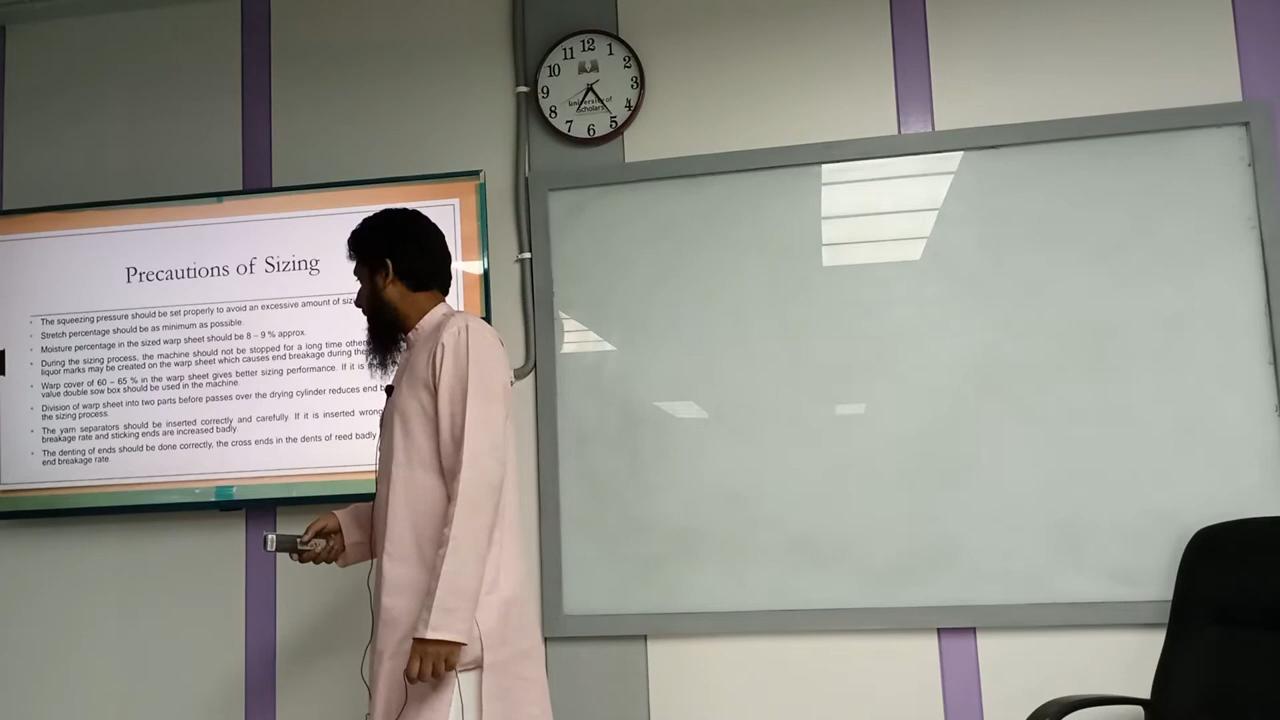 12
11 1
10 2
9 3
8 4
7 5
6
University of
Scholars
Precautions of Sizing
The squeezing pressure should be set properly to avoid an excessive amount of
Stretch percentage should be as minimum as possible.
Moisture percentage in the sized warp sheet should be 8 – 9 % approx.
During the sizing process, the machine should not be stopped for a long time
liquor marks may be created on the warp sheet which causes end breakage during
Warp cover of 60 – 65 % in the warp sheet gives better sizing performance. If it is
value double sow box should be used in the machine.
Division of warp sheet into two parts before passes over the drying cylinder reduces end
the sizing process.
The yarn separators should be inserted correctly and carefully. If it is inserted
breakage rate and sticking ends are increased badly.
The denting of ends should be done correctly, the cross ends in the dents of reed badly
end breakage rate.